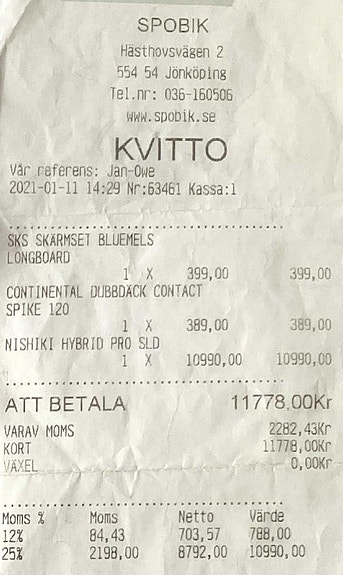 SPOBIK
Hästhovsvägen 2
554 54 Jönköping
Tel.nr: 036-160506
www.spobik.se
KVITTO
Vår referens: Jan-Owe
2021-01-11 14:29 Nr:63461 Kassa:1
SKS SKÄRMSET BLUEMELS
LONGBOARD
1 X 399,00 399,00
CONTINENTAL DUBBDÄCK CONTACT
SPIKE 120
1 X 389,00 389,00
NISHIKI HYBRID PRO SLD
1 X 10990,00 10990,00
ATT BETALA 11778,00Kr
VARAV MOMS 2282,43Kr
KORT 11778,00Kr
VÄXEL 0,00Kr
Moms % Moms Netto Värde
12% 84,43 703,57 788,00
25% 2198,00 8792,00 10990,00